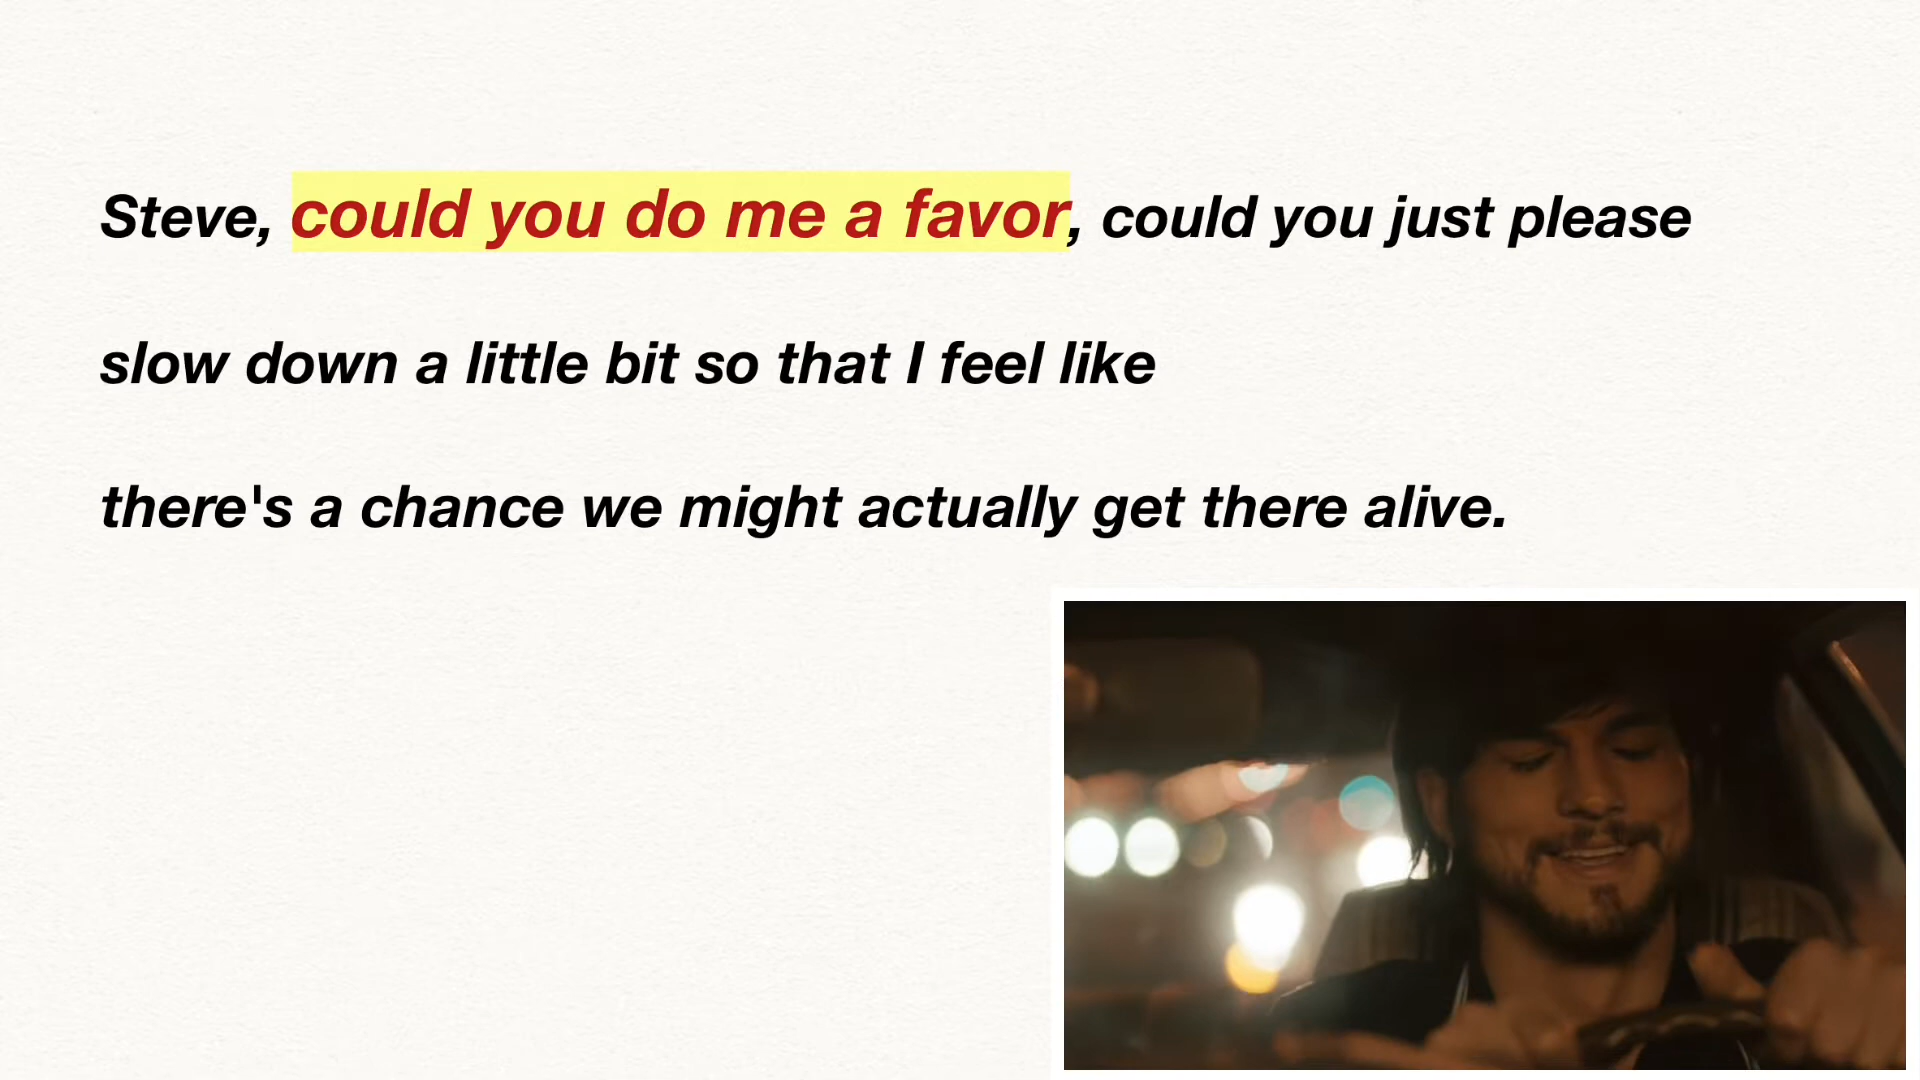 Steve, could you do me a favor, could you just please
slow down a little bit so that I feel like
there's a chance we might actually get there alive.